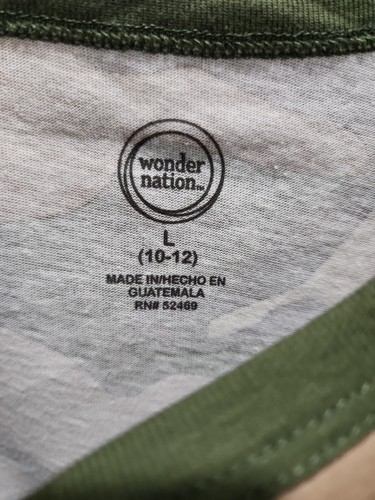 wonder
nation™
L
(10-12)
MADE IN/HECHO EN
GUATEMALA
RN# 52469